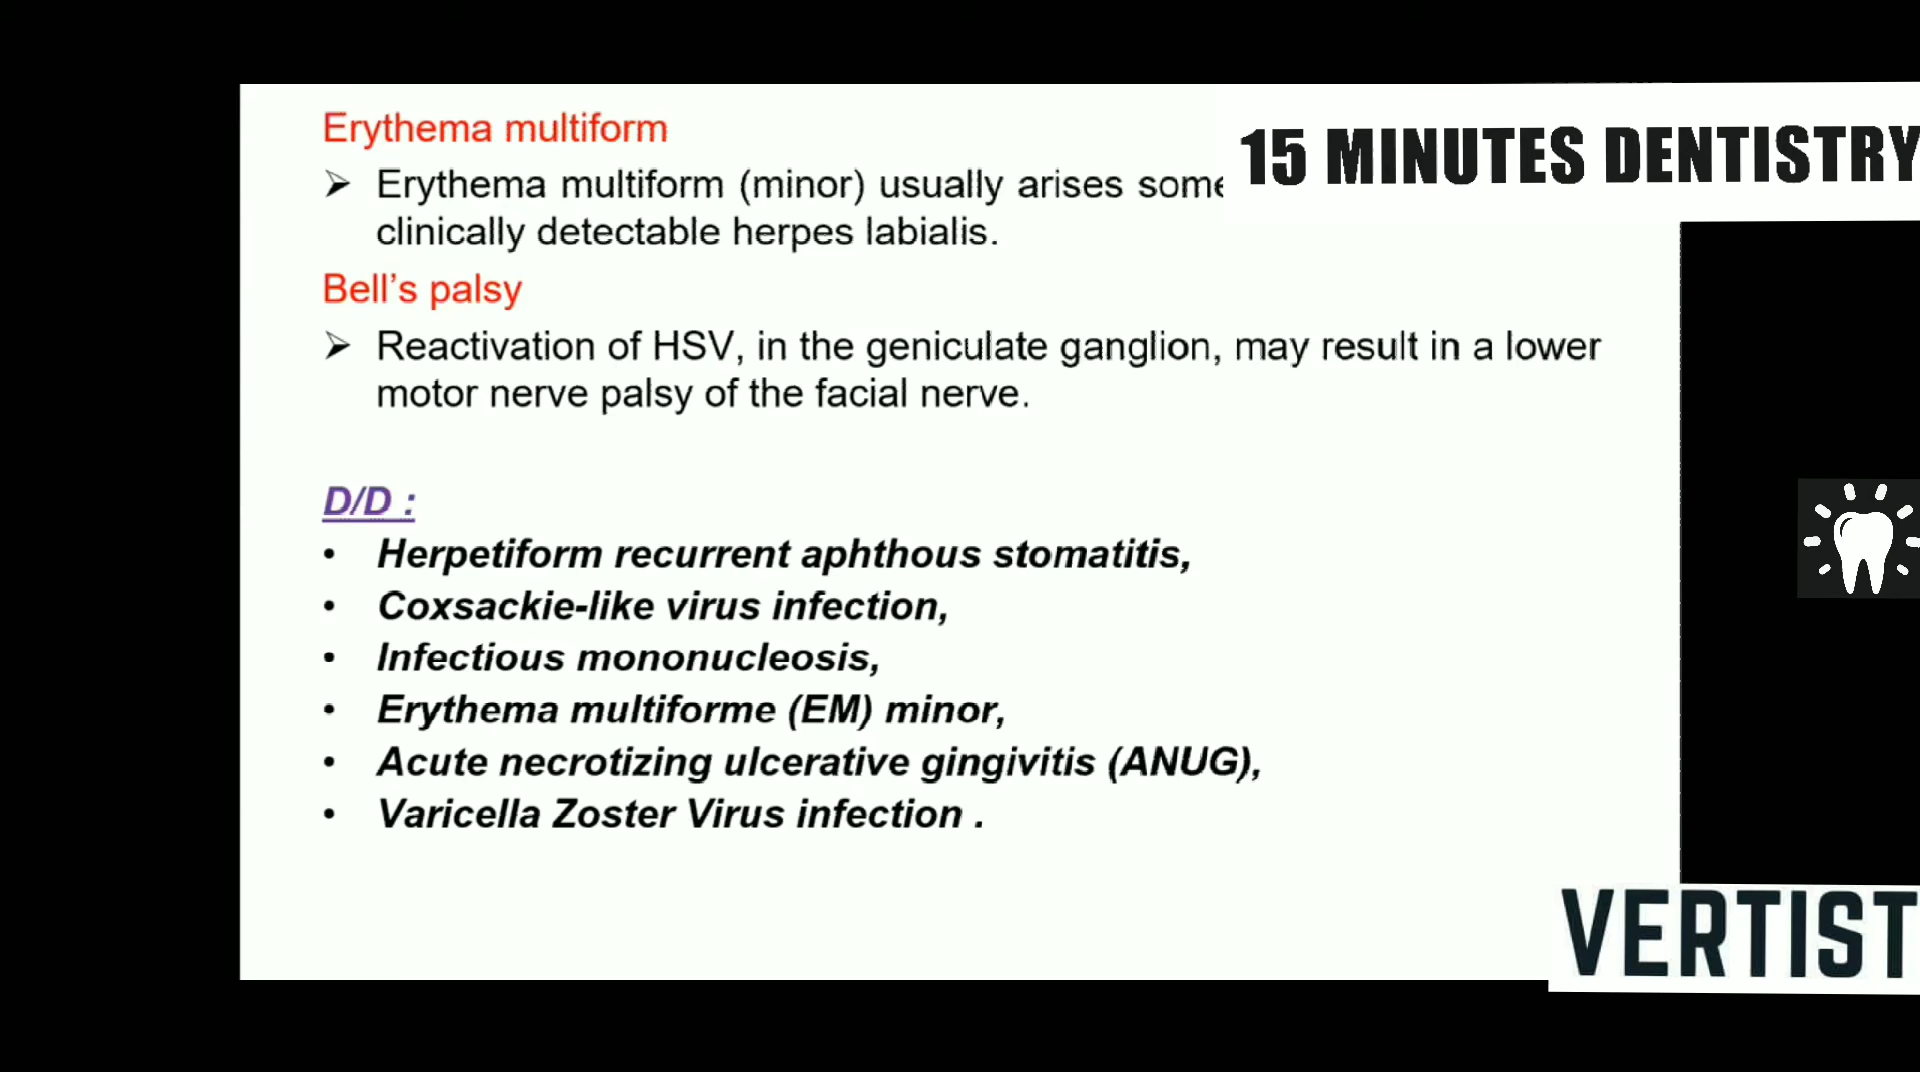 Erythema multiform
15 MINUTES DENTISTRY
➢ Erythema multiform (minor) usually arises some
clinically detectable herpes labialis.
Bell’s palsy
➢ Reactivation of HSV, in the geniculate ganglion, may result in a lower
motor nerve palsy of the facial nerve.
D/D :
• Herpetiform recurrent aphthous stomatitis,
• Coxsackie-like virus infection,
• Infectious mononucleosis,
• Erythema multiforme (EM) minor,
• Acute necrotizing ulcerative gingivitis (ANUG),
• Varicella Zoster Virus infection .
VERTIST